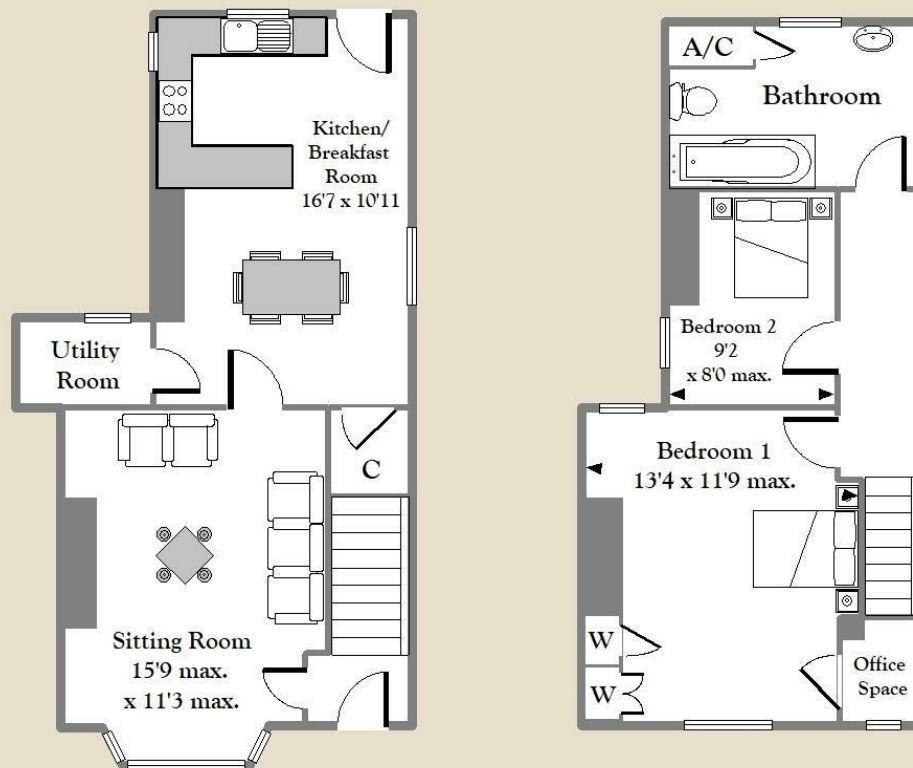 Kitchen/
Breakfast
Room
16'7 x 10'11
Utility
Room
C
Sitting Room
15'9 max.
x 11'3 max.
A/C
Bathroom
Bedroom 2
9'2
x 8'0 max.
Bedroom 1
13'4 x 11'9 max.
W
W
Office
Space